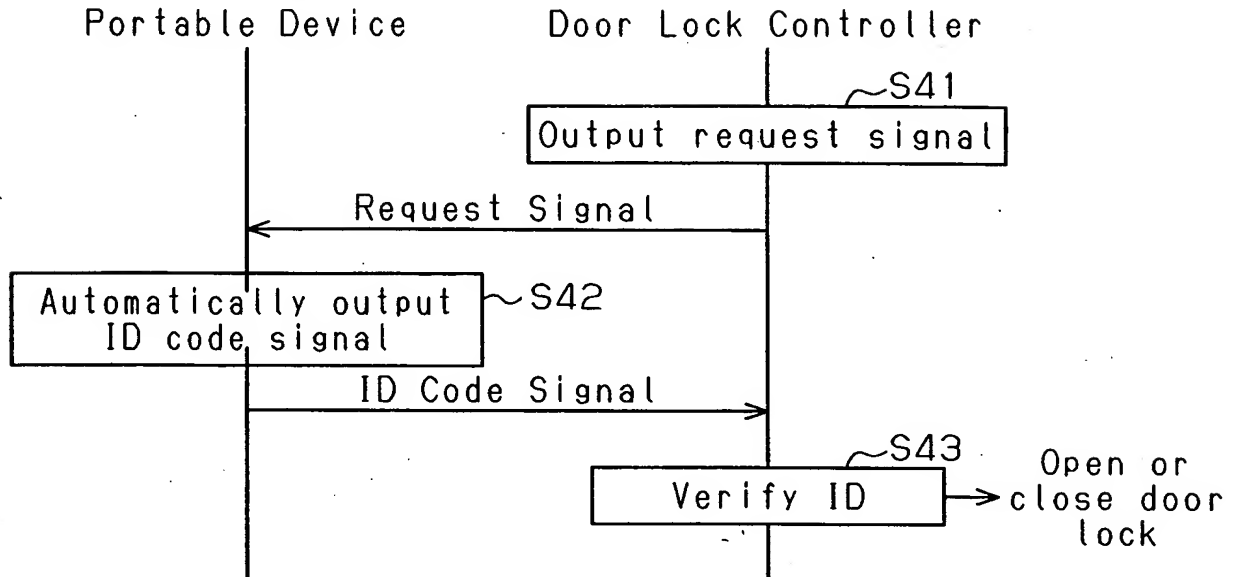 Portable Device
Door Lock Controller
S41
Output request signal
Request Signal
Automatically output
ID code signal
S42
ID Code Signal
S43
Verify ID
Open or
close door
lock